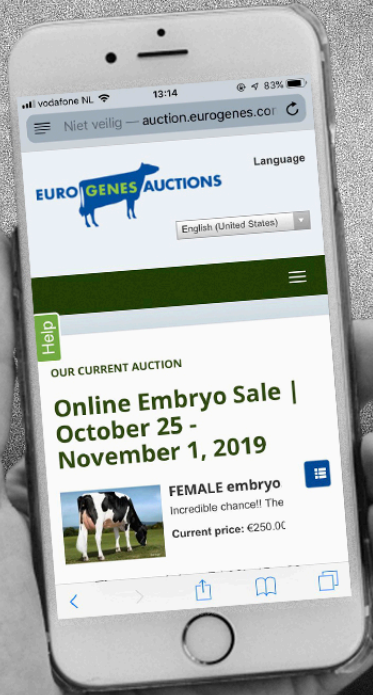 vodafone NL 13:14 83%
Niet veilig — auction.eurogenes.cor
Language
EURO GENES AUCTIONS
English (United States)
Help
OUR CURRENT AUCTION
Online Embryo Sale |
October 25 -
November 1, 2019
FEMALE embryo
Incredible chance!! The
Current price: €250.00